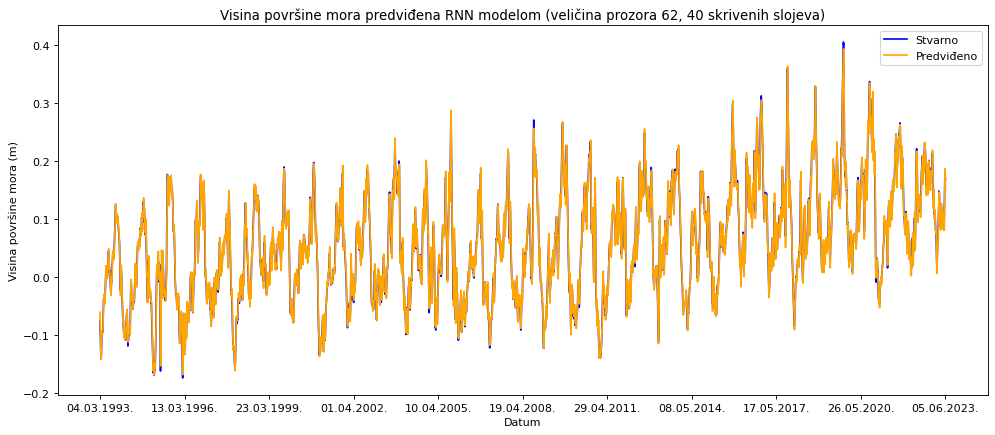 Visina površine mora predviđena RNN modelom (veličina prozora 62, 40 skrivenih slojeva)
Stvarno
Predviđeno
Visina površine mora (m)
0.4
0.3
0.2
0.1
0.0
−0.1
−0.2
04.03.1993. 13.03.1996. 23.03.1999. 01.04.2002. 10.04.2005. 19.04.2008. 29.04.2011. 08.05.2014. 17.05.2017. 26.05.2020. 05.06.2023.
Datum